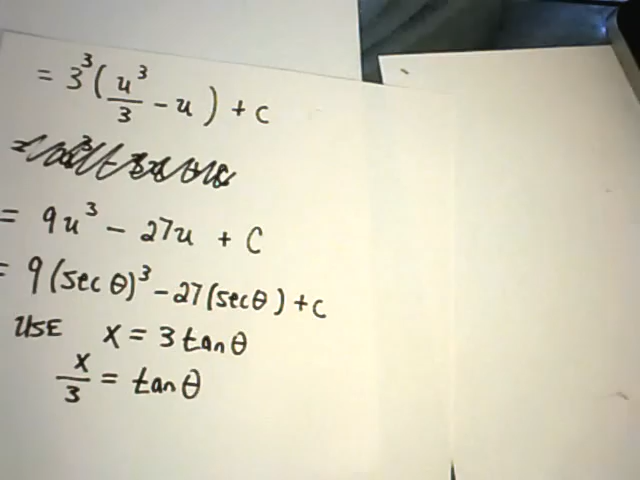 = 3³(u³/3 - u) + C
= 9u³ - 27u + C
= 9(sec θ)³ - 27(sec θ) + C
USE x = 3 tan θ
x/3 = tan θ